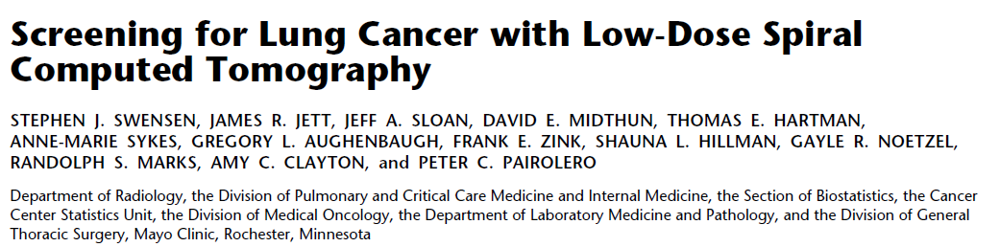 Screening for Lung Cancer with Low-Dose Spiral
Computed Tomography
STEPHEN J. SWENSEN, JAMES R. JETT, JEFF A. SLOAN, DAVID E. MIDTHUN, THOMAS E. HARTMAN,
ANNE-MARIE SYKES, GREGORY L. AUGHENBAUGH, FRANK E. ZINK, SHAUNA L. HILLMAN, GAYLE R. NOETZEL,
RANDOLPH S. MARKS, AMY C. CLAYTON, and PETER C. PAIROLERO
Department of Radiology, the Division of Pulmonary and Critical Care Medicine and Internal Medicine, the Section of Biostatistics, the Cancer
Center Statistics Unit, the Division of Medical Oncology, the Department of Laboratory Medicine and Pathology, and the Division of General
Thoracic Surgery, Mayo Clinic, Rochester, Minnesota